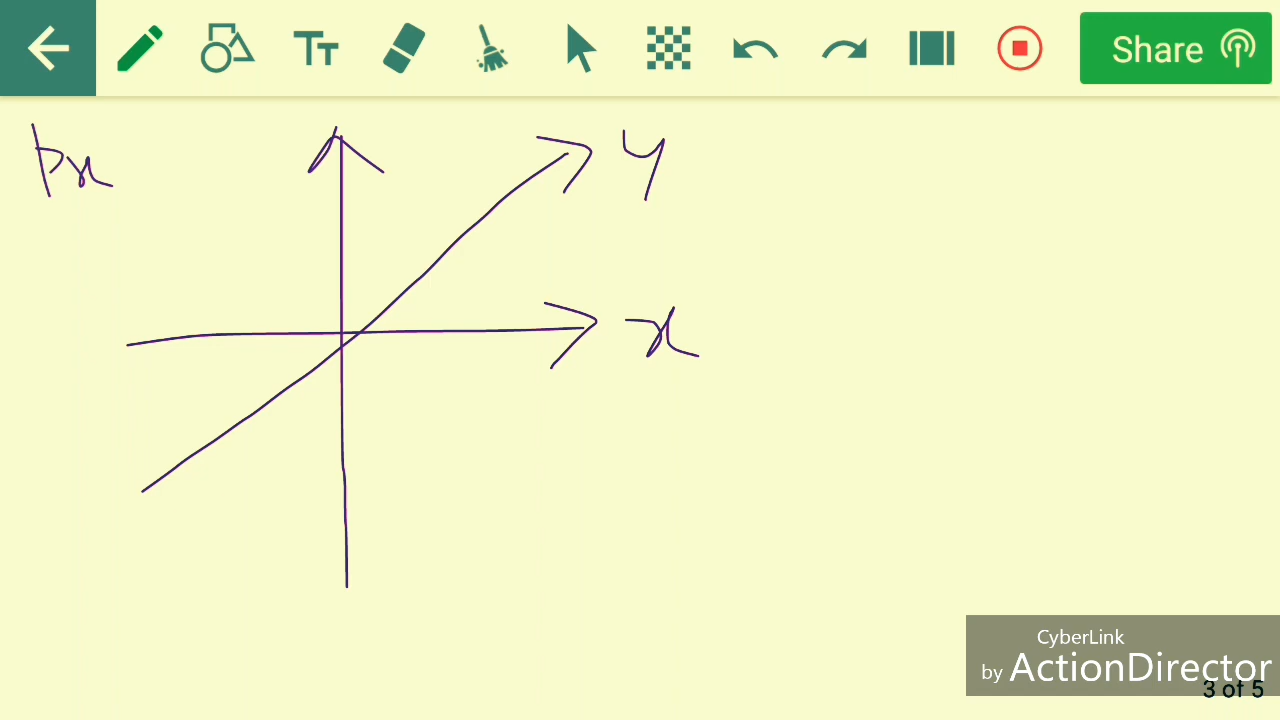 Share
px
y
x
CyberLink
by ActionDirector
3 of 5